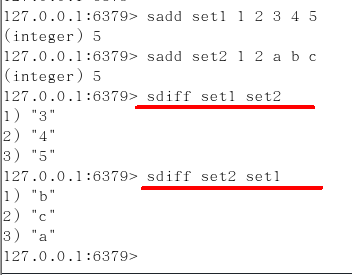 127.0.0.1:6379> sadd set1 1 2 3 4 5
(integer) 5
127.0.0.1:6379> sadd set2 1 2 a b c
(integer) 5
127.0.0.1:6379> sdiff set1 set2
1) "3"
2) "4"
3) "5"
127.0.0.1:6379> sdiff set2 set1
1) "b"
2) "c"
3) "a"
127.0.0.1:6379>